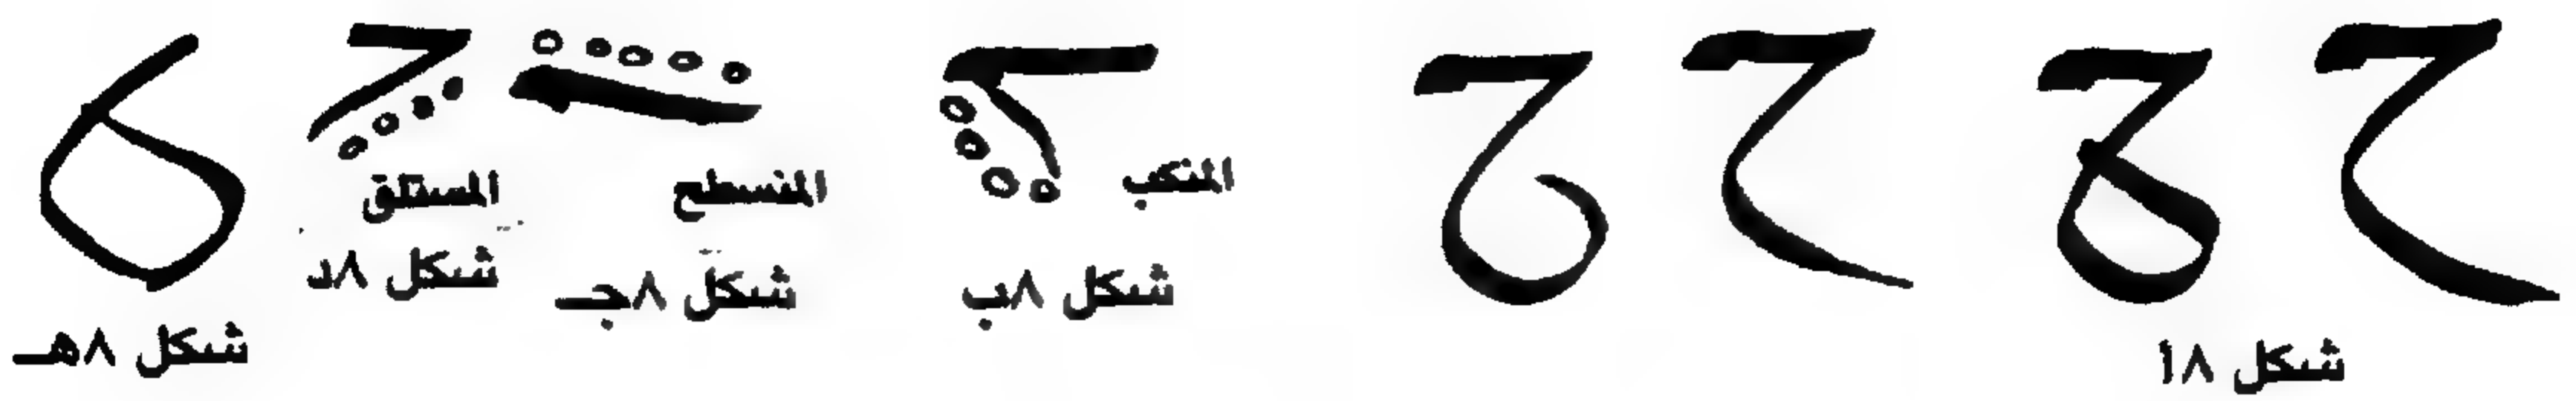 المنكب
المنسطح
المستلق
شكل ٨أ
شكل ٨ب
شكل ٨جـ
شكل ٨د
شكل ٨هـ